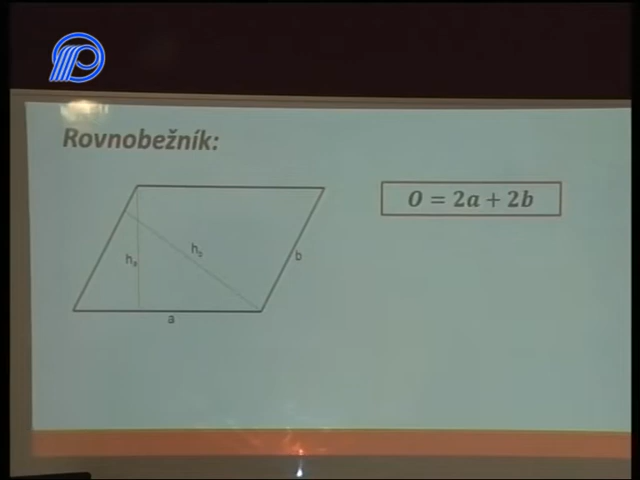 Rovnobežník:
O = 2a + 2b
hₐ
h_b
b
a